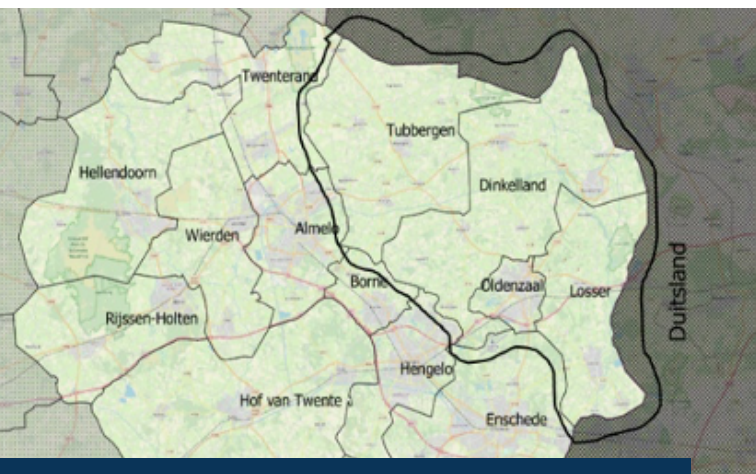 Twenterand
Tubbergen
Hellendoorn
Dinkelland
Wierden
Almelo
Borne
Oldenzaal
Losser
Duitsland
Rijssen-Holten
Hengelo
Hof van Twente
Enschede